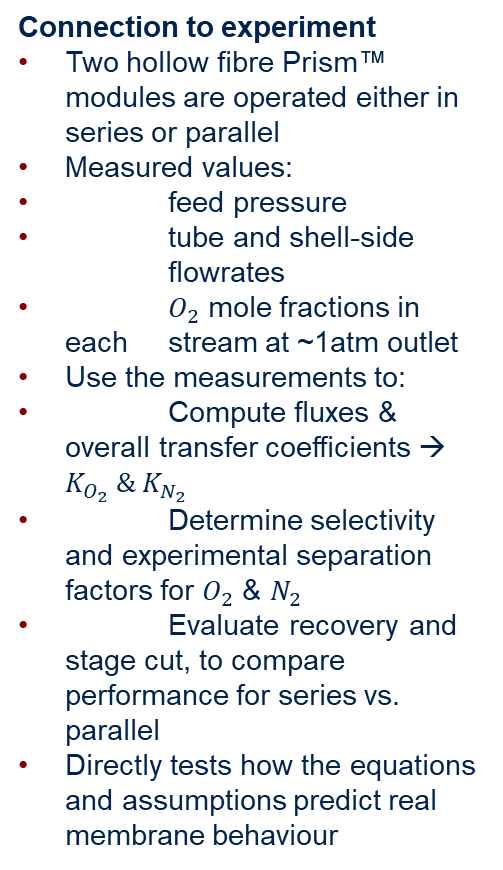 Connection to experiment
• Two hollow fibre Prism™
modules are operated either in
series or parallel
• Measured values:
• feed pressure
• tube and shell-side
flowrates
• 𝑂₂ mole fractions in
each stream at ~1atm outlet
• Use the measurements to:
• Compute fluxes &
overall transfer coefficients →
𝐾𝑂₂ & 𝐾𝑁₂
• Determine selectivity
and experimental separation
factors for 𝑂₂ & 𝑁₂
• Evaluate recovery and
stage cut, to compare
performance for series vs.
parallel
• Directly tests how the equations
and assumptions predict real
membrane behaviour